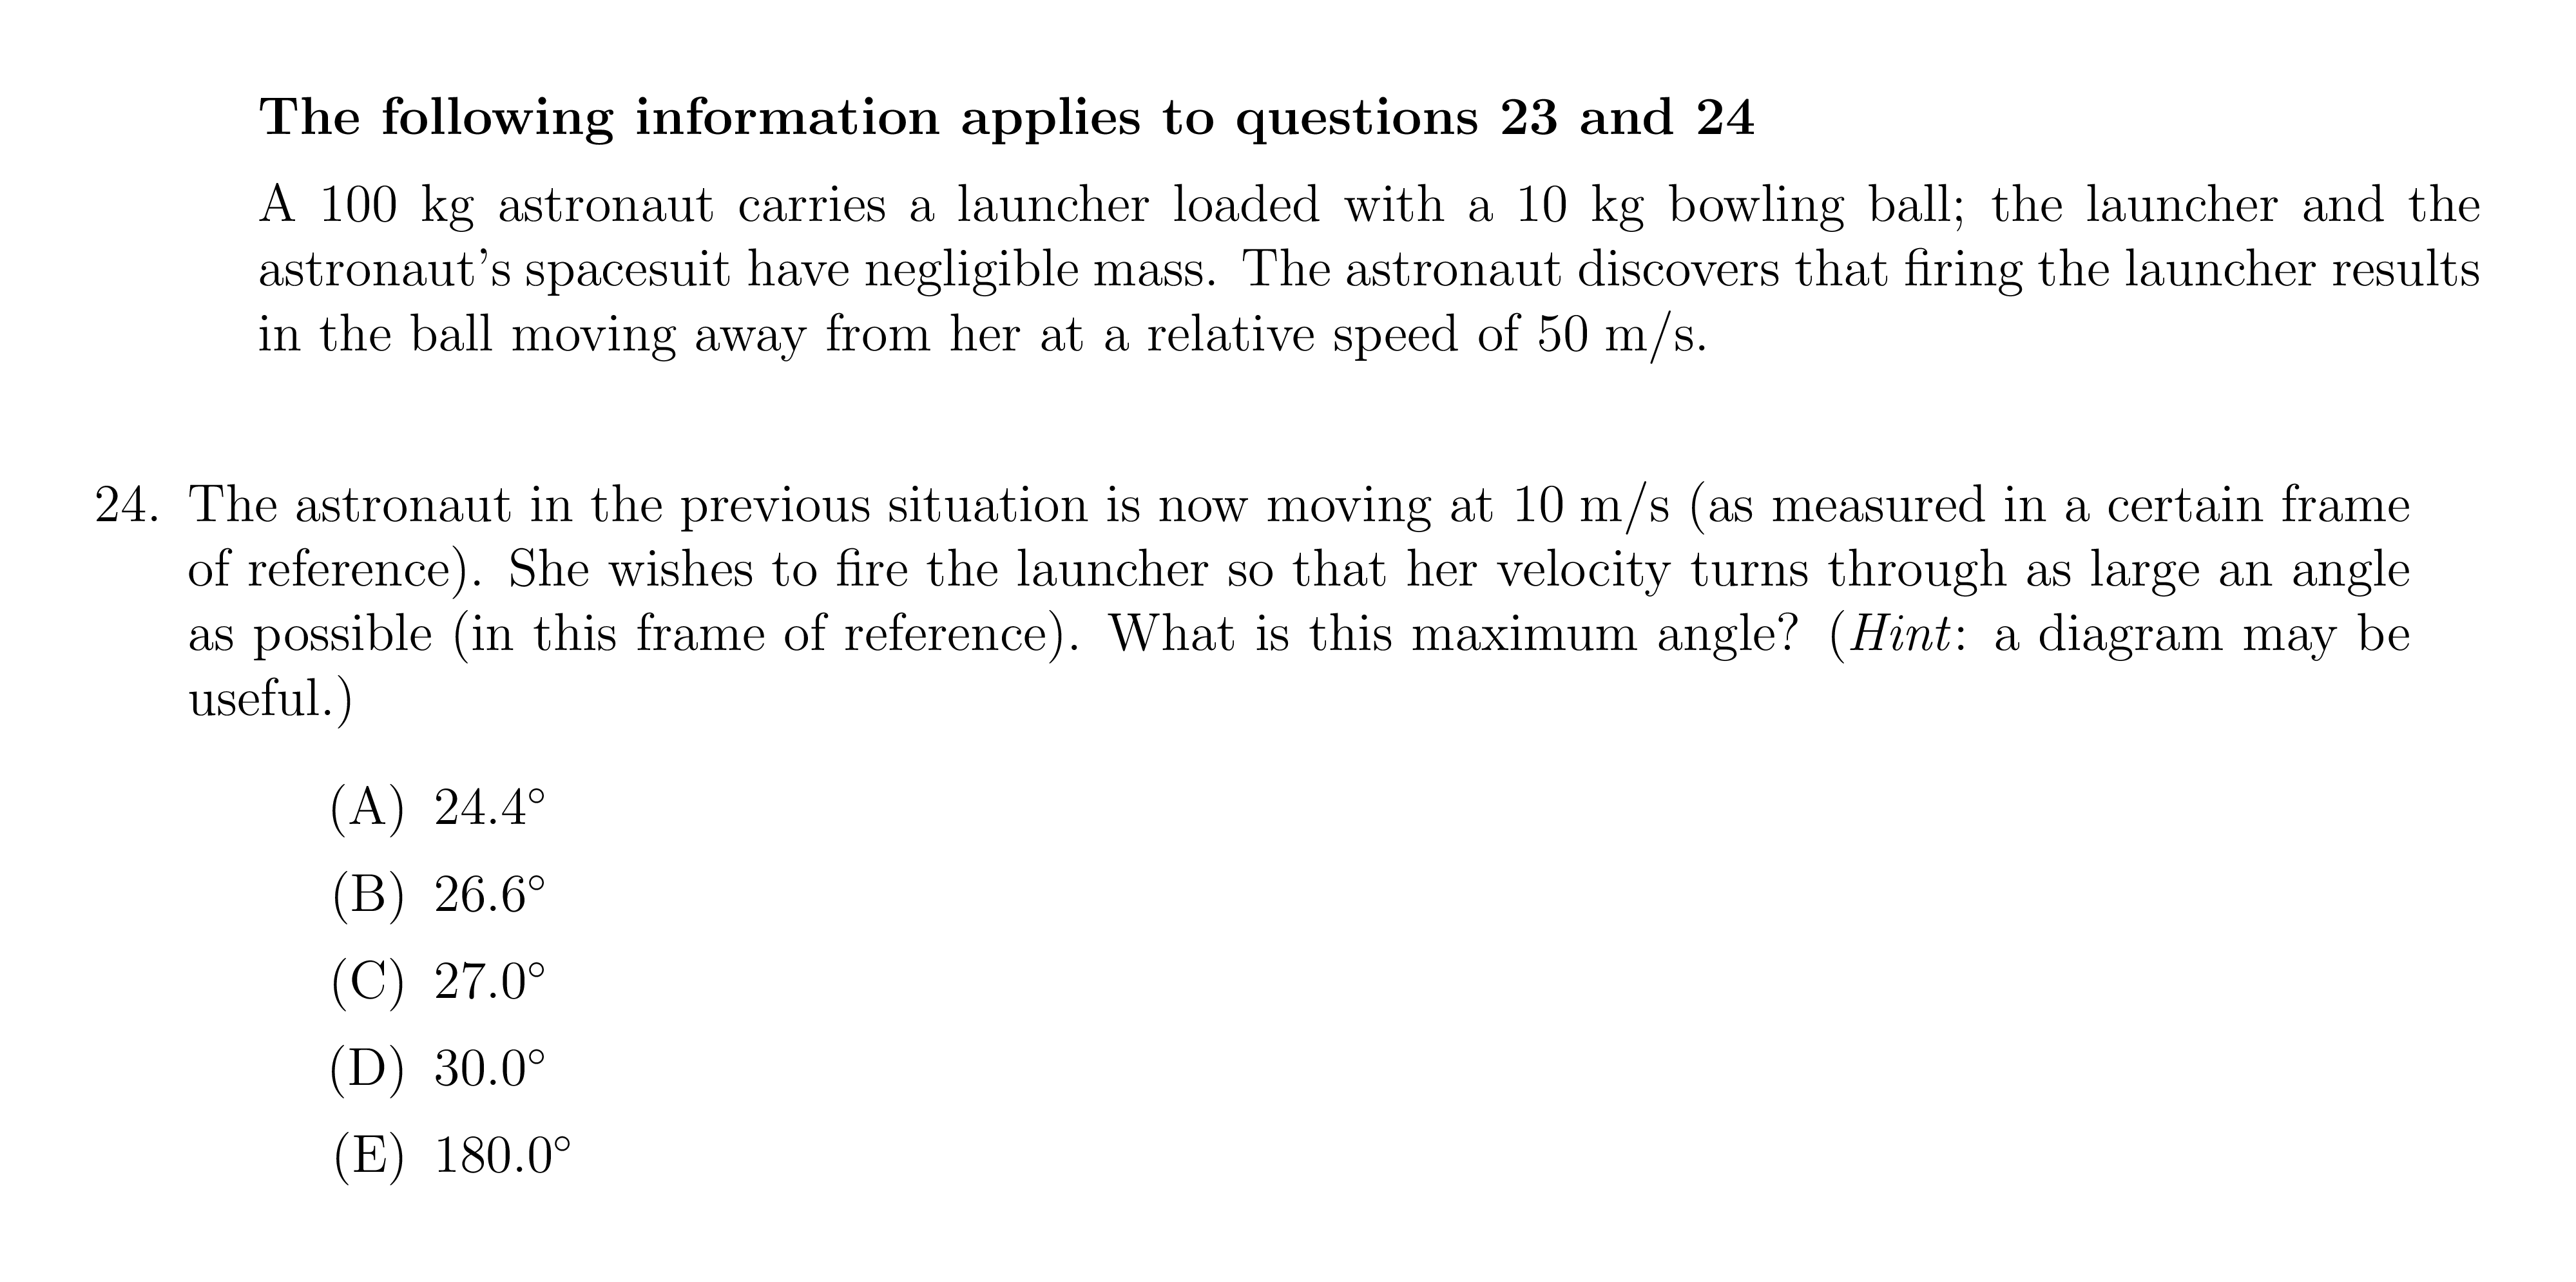 The following information applies to questions 23 and 24
A 100 kg astronaut carries a launcher loaded with a 10 kg bowling ball; the launcher and the
astronaut's spacesuit have negligible mass. The astronaut discovers that firing the launcher results
in the ball moving away from her at a relative speed of 50 m/s.
24. The astronaut in the previous situation is now moving at 10 m/s (as measured in a certain frame
of reference). She wishes to fire the launcher so that her velocity turns through as large an angle
as possible (in this frame of reference). What is this maximum angle? (Hint: a diagram may be
useful.)
(A) 24.4°
(B) 26.6°
(C) 27.0°
(D) 30.0°
(E) 180.0°